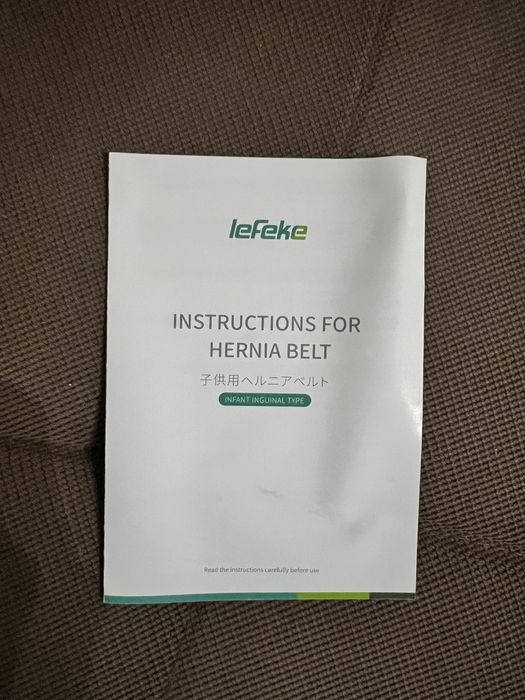 lefeke
INSTRUCTIONS FOR
HERNIA BELT
子供用ヘルニアベルト
INFANT INGUINAL TYPE
Read the instructions carefully before use